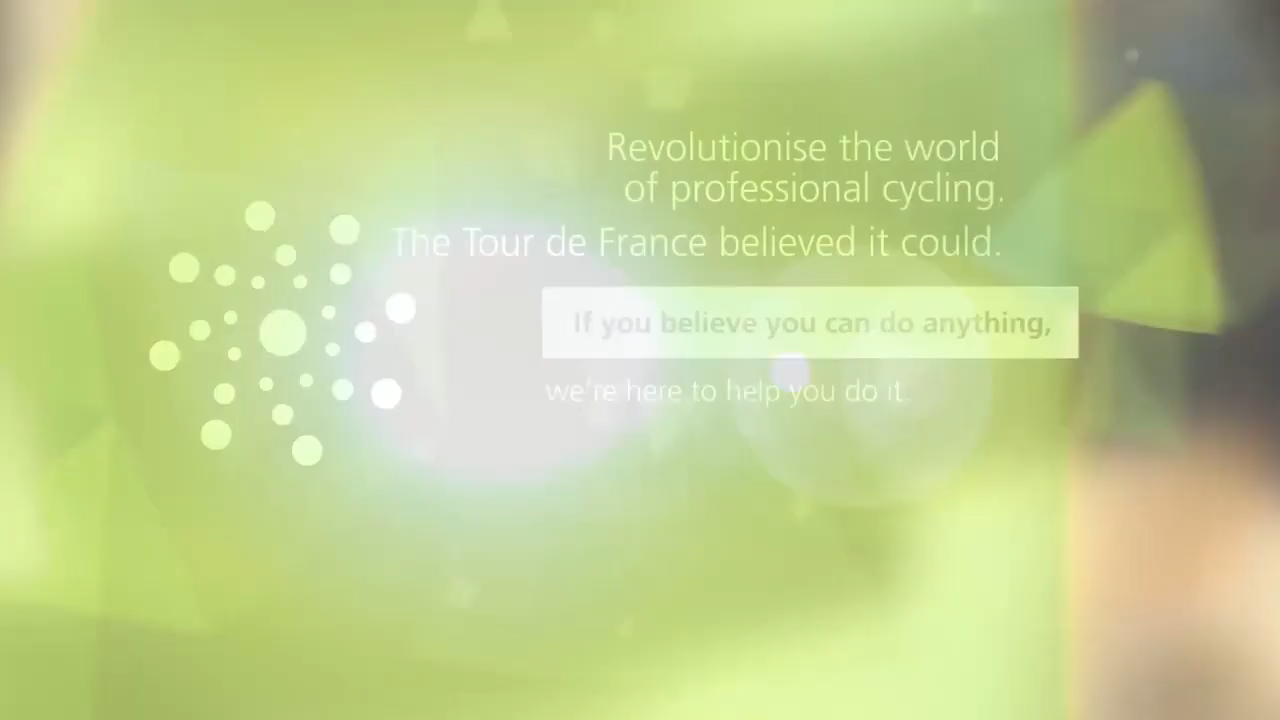 Revolutionise the world
of professional cycling.
The Tour de France believed it could.
If you believe you can do anything,
we're here to help you do it.